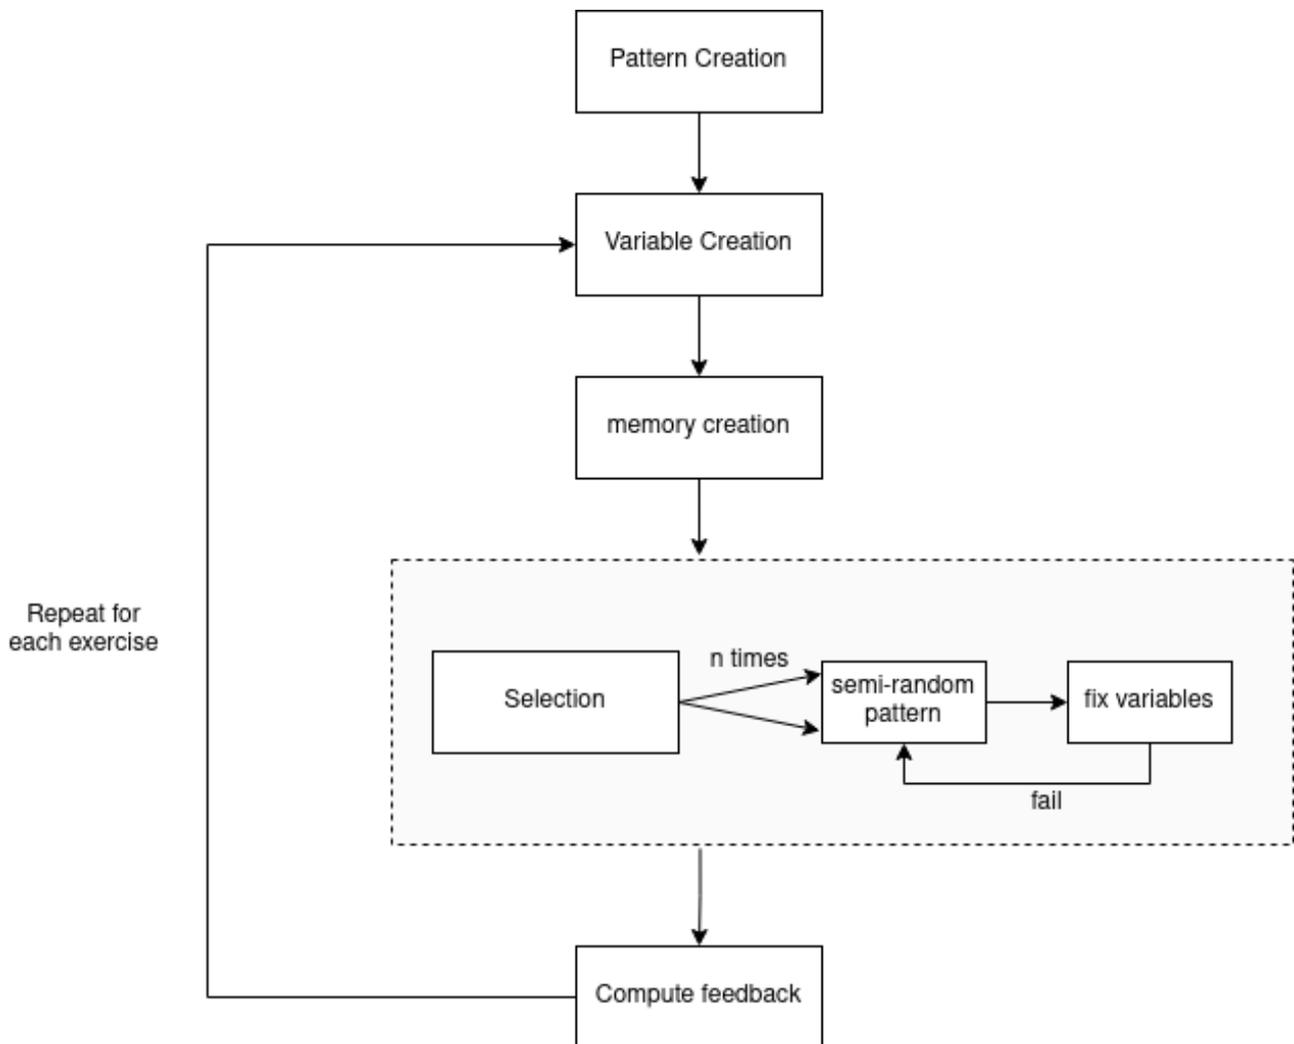 Pattern Creation
Variable Creation
memory creation
Repeat for
each exercise
Selection
n times
semi-random
pattern
fix variables
fail
Compute feedback